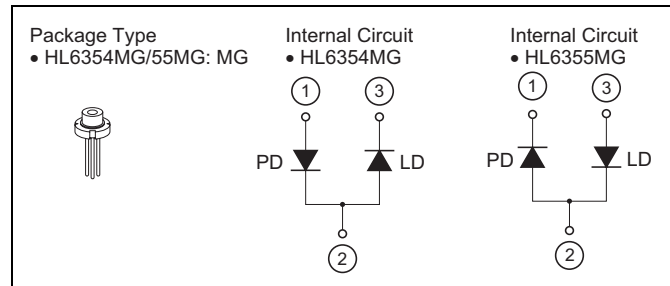 Package Type
• HL6354MG/55MG: MG
Internal Circuit
• HL6354MG
1
3
PD
LD
2
Internal Circuit
• HL6355MG
1
3
PD
LD
2